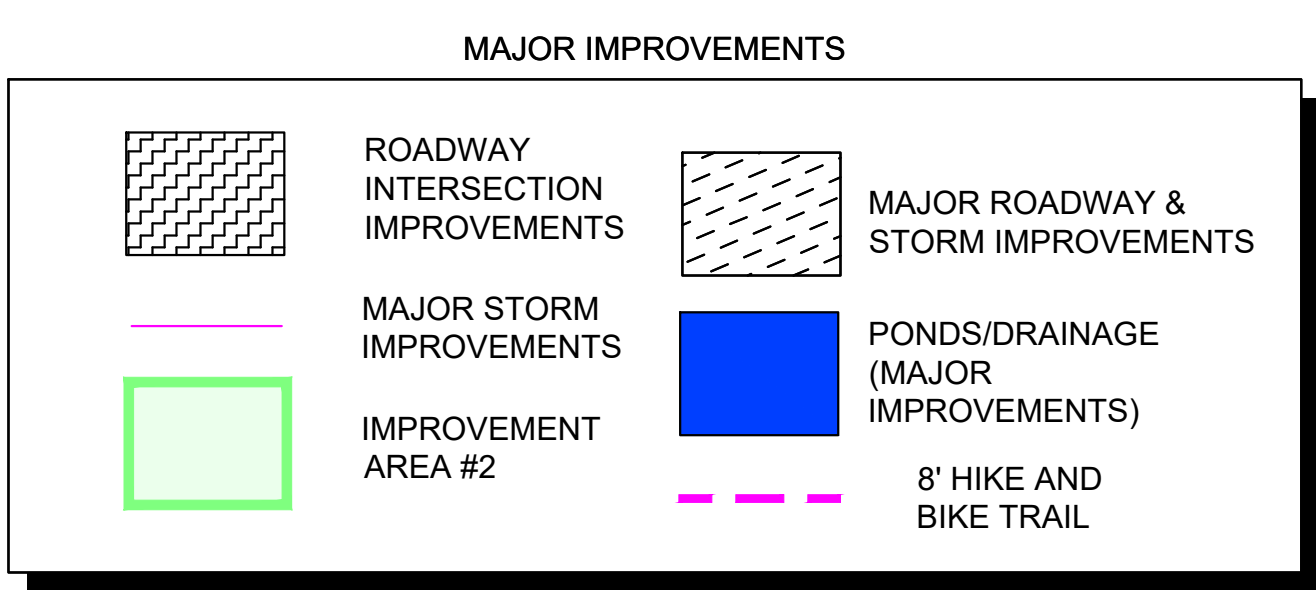 MAJOR IMPROVEMENTS
ROADWAY
INTERSECTION
IMPROVEMENTS
MAJOR STORM
IMPROVEMENTS
IMPROVEMENT
AREA #2
MAJOR ROADWAY &
STORM IMPROVEMENTS
PONDS/DRAINAGE
(MAJOR
IMPROVEMENTS)
8' HIKE AND
BIKE TRAIL